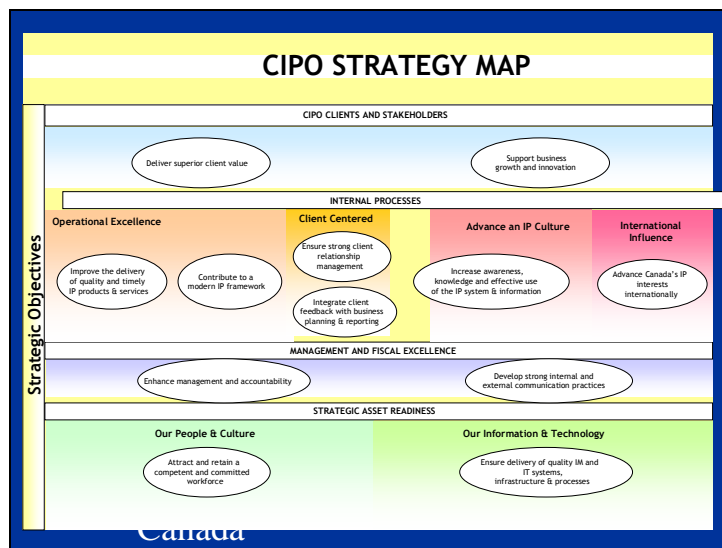 CIPO STRATEGY MAP
Strategic Objectives
CIPO CLIENTS AND STAKEHOLDERS
Deliver superior client value
Support business
growth and innovation
INTERNAL PROCESSES
Operational Excellence
Improve the delivery
of quality and timely
IP products & services
Contribute to a
modern IP framework
Client Centered
Ensure strong client
relationship
management
Integrate client
feedback with business
planning & reporting
Advance an IP Culture
Increase awareness,
knowledge and effective use
of the IP system & information
International
Influence
Advance Canada's IP
interests
internationally
MANAGEMENT AND FISCAL EXCELLENCE
Enhance management and accountability
Develop strong internal and
external communication practices
STRATEGIC ASSET READINESS
Our People & Culture
Attract and retain a
competent and committed
workforce
Our Information & Technology
Ensure delivery of quality IM and
IT systems,
infrastructure & processes
Canada